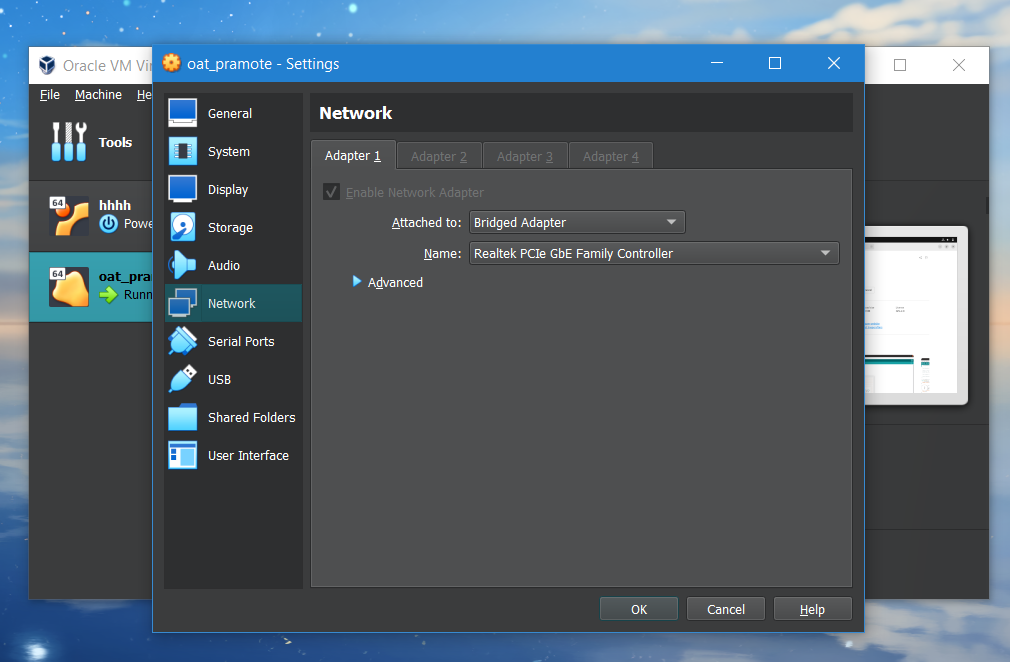 Oracle VM Vir
oat_pramote - Settings
File Machine He
Tools
64
hhhh
Powe
64
oat_pra
Runn
General
System
Display
Storage
Audio
Network
Serial Ports
USB
Shared Folders
User Interface
Network
Adapter 1 Adapter 2 Adapter 3 Adapter 4
Enable Network Adapter
Attached to: Bridged Adapter
Name: Realtek PCIe GbE Family Controller
Advanced
OK Cancel Help